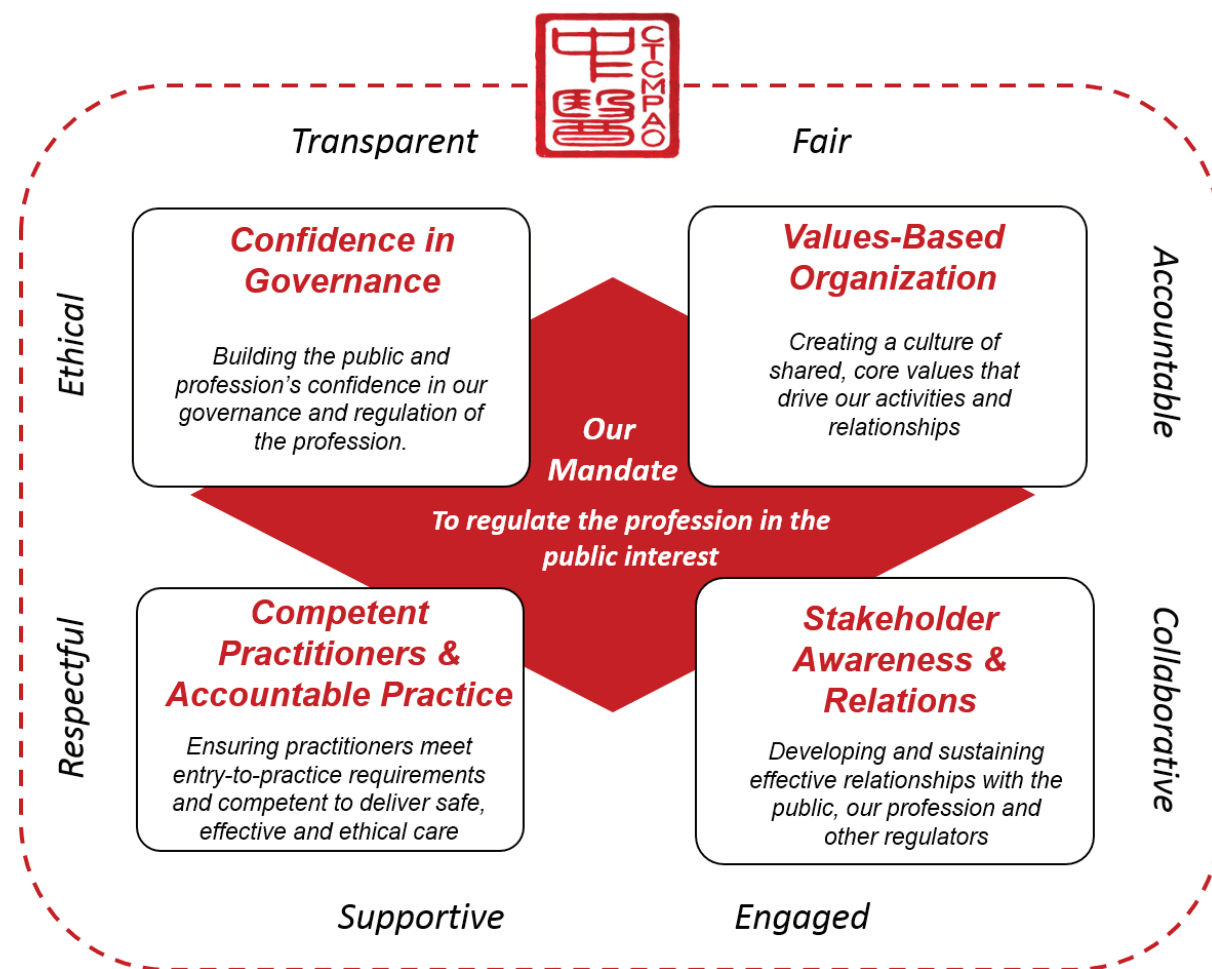 中醫
CTCMPAO
Transparent
Fair
Ethical
Confidence in
Governance
Building the public and
profession’s confidence in our
governance and regulation of
the profession.
Values-Based
Organization
Creating a culture of
shared, core values that
drive our activities and
relationships
Accountable
Our
Mandate
To regulate the profession in the
public interest
Respectful
Competent
Practitioners &
Accountable Practice
Ensuring practitioners meet
entry-to-practice requirements
and competent to deliver safe,
effective and ethical care
Stakeholder
Awareness &
Relations
Developing and sustaining
effective relationships with the
public, our profession and
other regulators
Collaborative
Supportive
Engaged